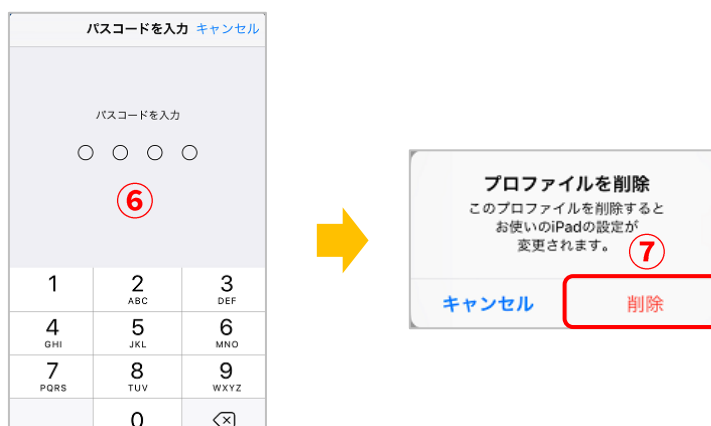 パスコードを入力 キャンセル
パスコードを入力
⑥
1 2 3
ABC DEF
4 5 6
GHI JKL MNO
7 8 9
PQRS TUV WXYZ
0
プロファイルを削除
このプロファイルを削除すると
お使いのiPadの設定が
変更されます。
⑦
キャンセル 削除